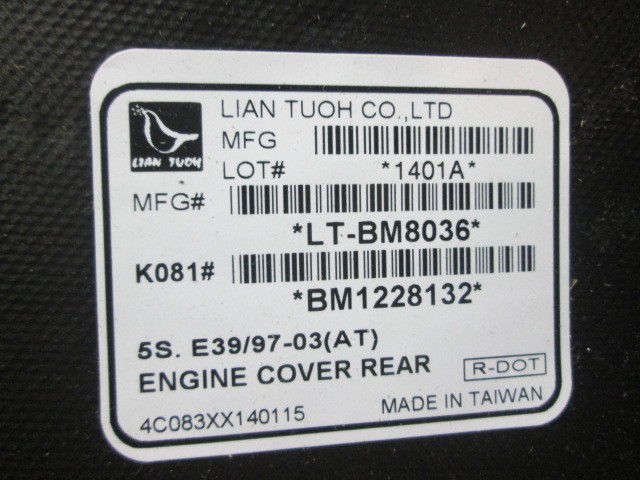 LIAN TUOH
LIAN TUOH CO.,LTD
MFG
LOT# *1401A*
MFG#
*LT-BM8036*
K081#
*BM1228132*
5S. E39/97-03(AT)
ENGINE COVER REAR R-DOT
4C083XX140115 MADE IN TAIWAN